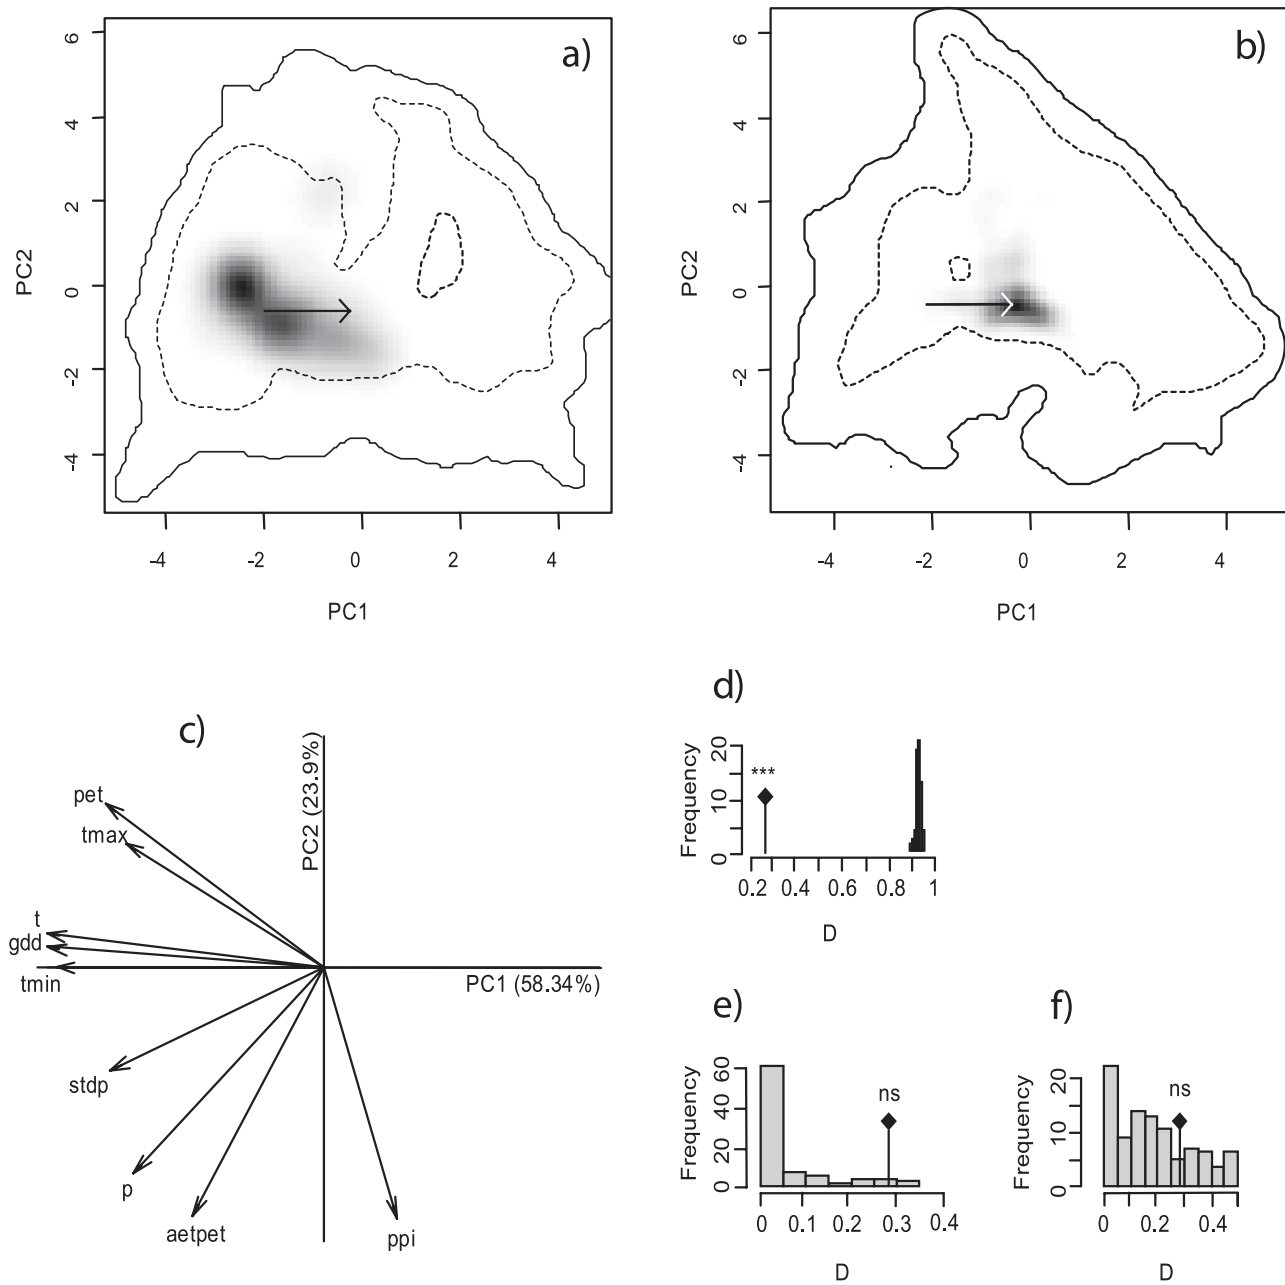 a)
6
4
2
0
-2
-4
PC2
-4 -2 0 2 4
PC1
b)
6
4
2
0
-2
-4
PC2
-4 -2 0 2 4
PC1
c)
PC2 (23.9%)
PC1 (58.34%)
pet
tmax
t
gdd
tmin
stdp
p
aetpet
ppi
d)
Frequency
20
10
0
***
0.2 0.4 0.6 0.8 1
D
e)
Frequency
60
40
20
0
ns
0 0.1 0.2 0.3 0.4
D
f)
Frequency
20
10
0
ns
0 0.2 0.4
D